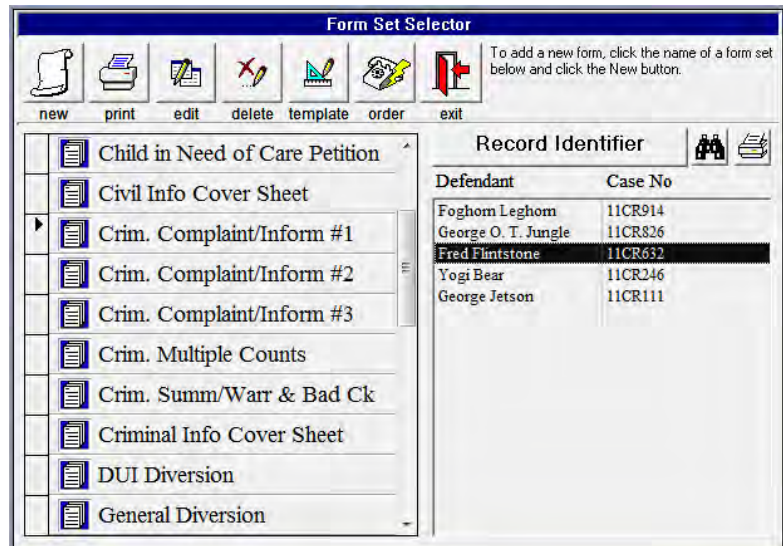 Form Set Selector
To add a new form, click the name of a form set
below and click the New button.
new print edit delete template order exit
Child in Need of Care Petition
Civil Info Cover Sheet
Crim. Complaint/Inform #1
Crim. Complaint/Inform #2
Crim. Complaint/Inform #3
Crim. Multiple Counts
Crim. Summ/Warr & Bad Ck
Criminal Info Cover Sheet
DUI Diversion
General Diversion
Record Identifier
Defendant Case No
Foghorn Leghorn 11CR914
George O. T. Jungle 11CR826
Fred Flintstone 11CR632
Yogi Bear 11CR246
George Jetson 11CR111